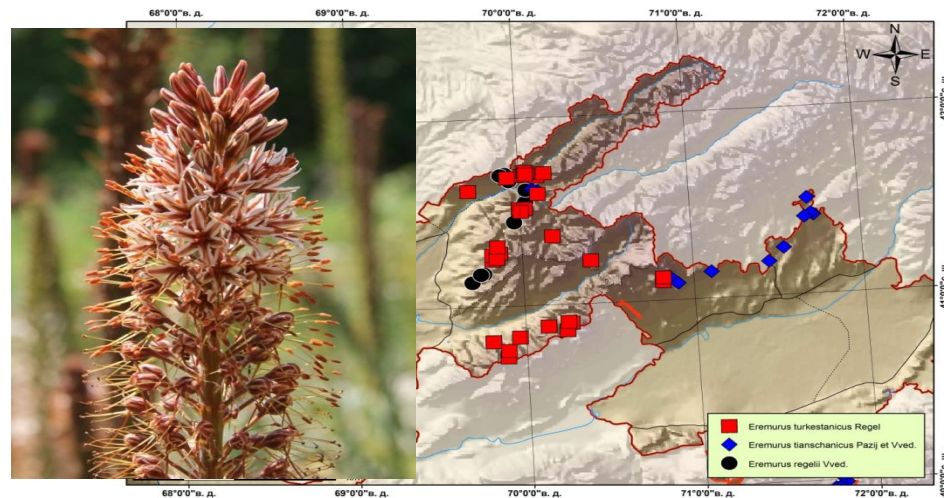 68°0'0"в. д. 69°0'0"в. д. 70°0'0"в. д. 71°0'0"в. д. 72°0'0"в. д.
N
W E
S
Eremurus turkestanicus Regel
Eremurus tianschanicus Pazij et Vved.
Eremurus regelii Vved.
68°0'0"в. д. 69°0'0"в. д. 70°0'0"в. д. 71°0'0"в. д. 72°0'0"в. д.